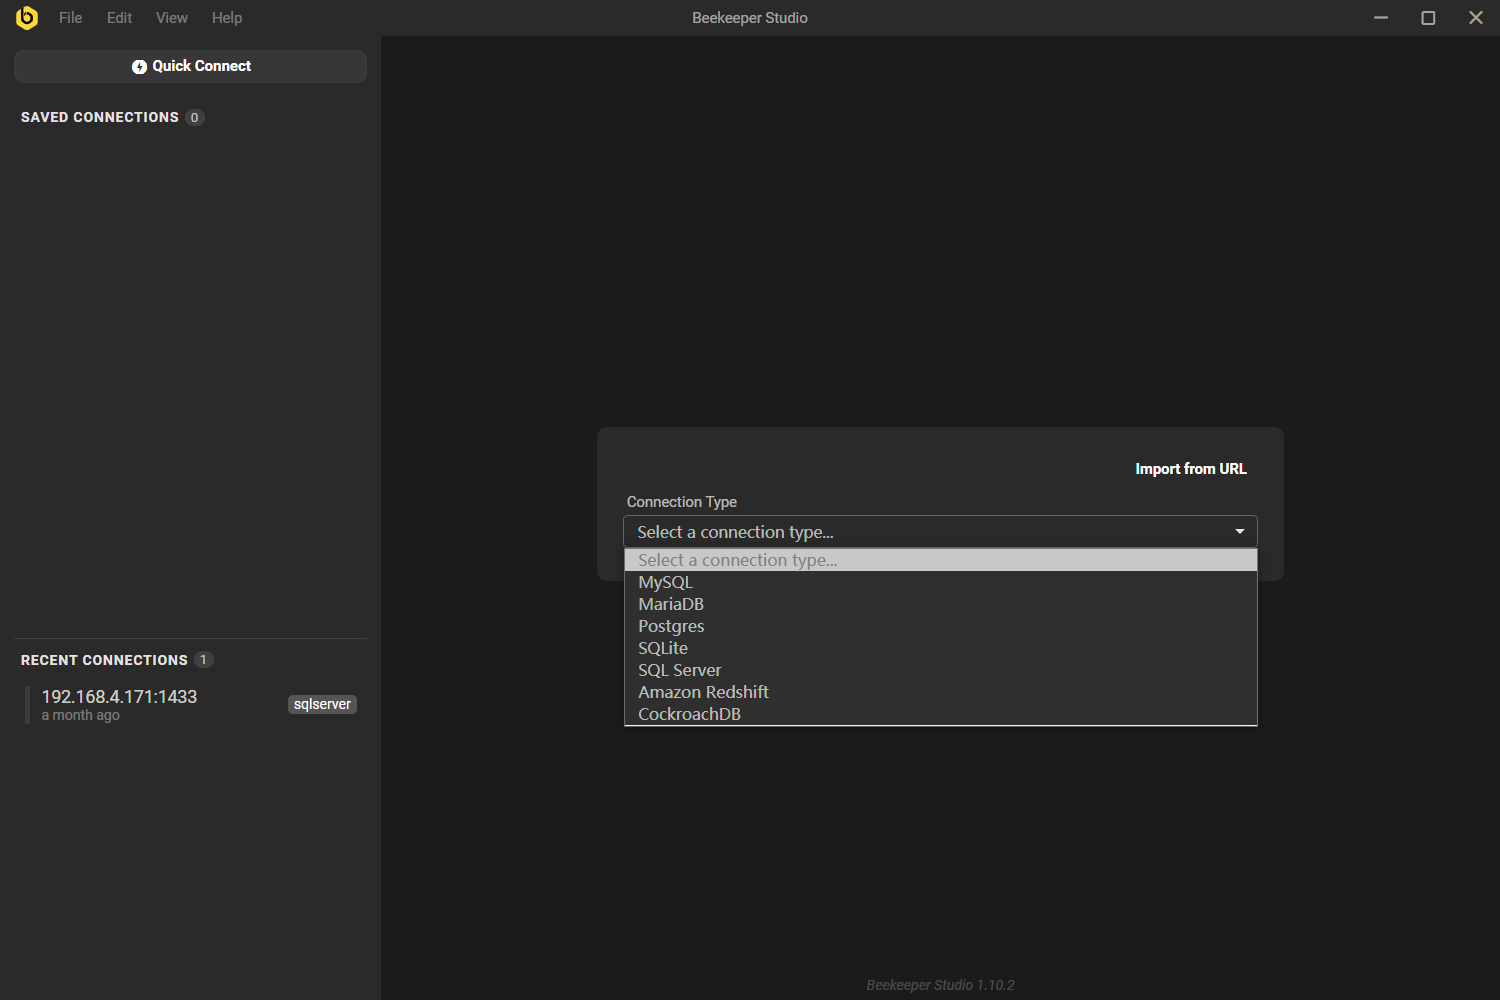 File Edit View Help Beekeeper Studio
Quick Connect
SAVED CONNECTIONS 0
RECENT CONNECTIONS 1
192.168.4.171:1433
a month ago
sqlserver
Import from URL
Connection Type
Select a connection type...
Select a connection type...
MySQL
MariaDB
Postgres
SQLite
SQL Server
Amazon Redshift
CockroachDB
Beekeeper Studio 1.10.2